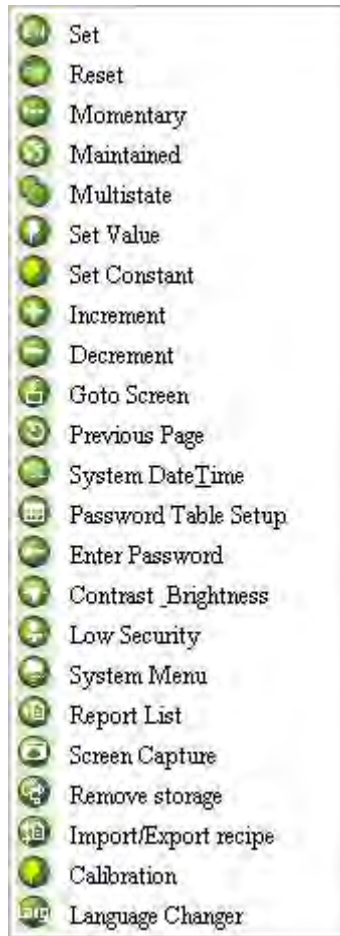 Set
Reset
Momentary
Maintained
Multistate
Set Value
Set Constant
Increment
Decrement
Goto Screen
Previous Page
System DateTime
Password Table Setup
Enter Password
Contrast _Brightness
Low Security
System Menu
Report List
Screen Capture
Remove storage
Import/Export recipe
Calibration
Language Changer